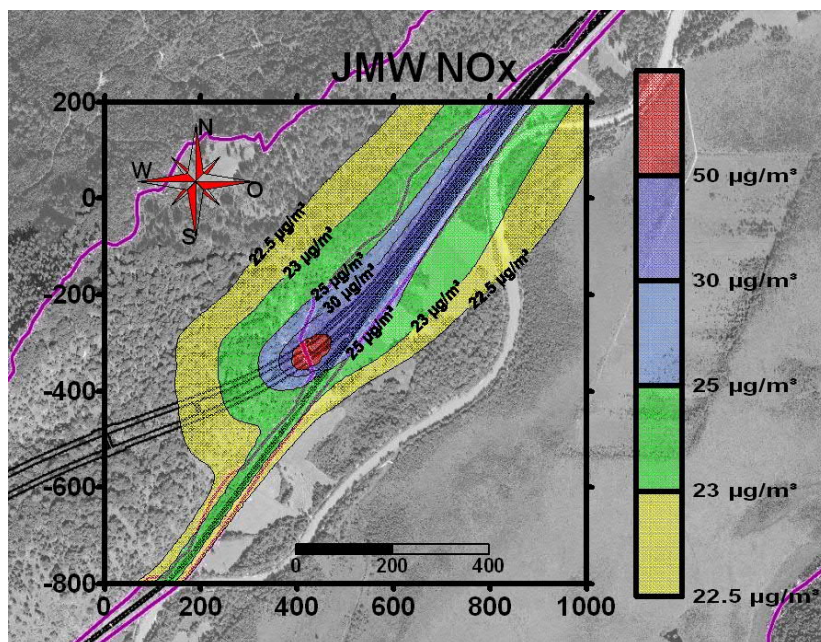 JMW NOx
200
0
-200
-400
-600
-800
0
200
400
600
800
1000
N
W
O
S
22.5 µg/m³
23 µg/m³
25 µg/m³
30 µg/m³
25 µg/m³
23 µg/m³
22.5 µg/m³
0
200
400
50 µg/m³
30 µg/m³
25 µg/m³
23 µg/m³
22.5 µg/m³